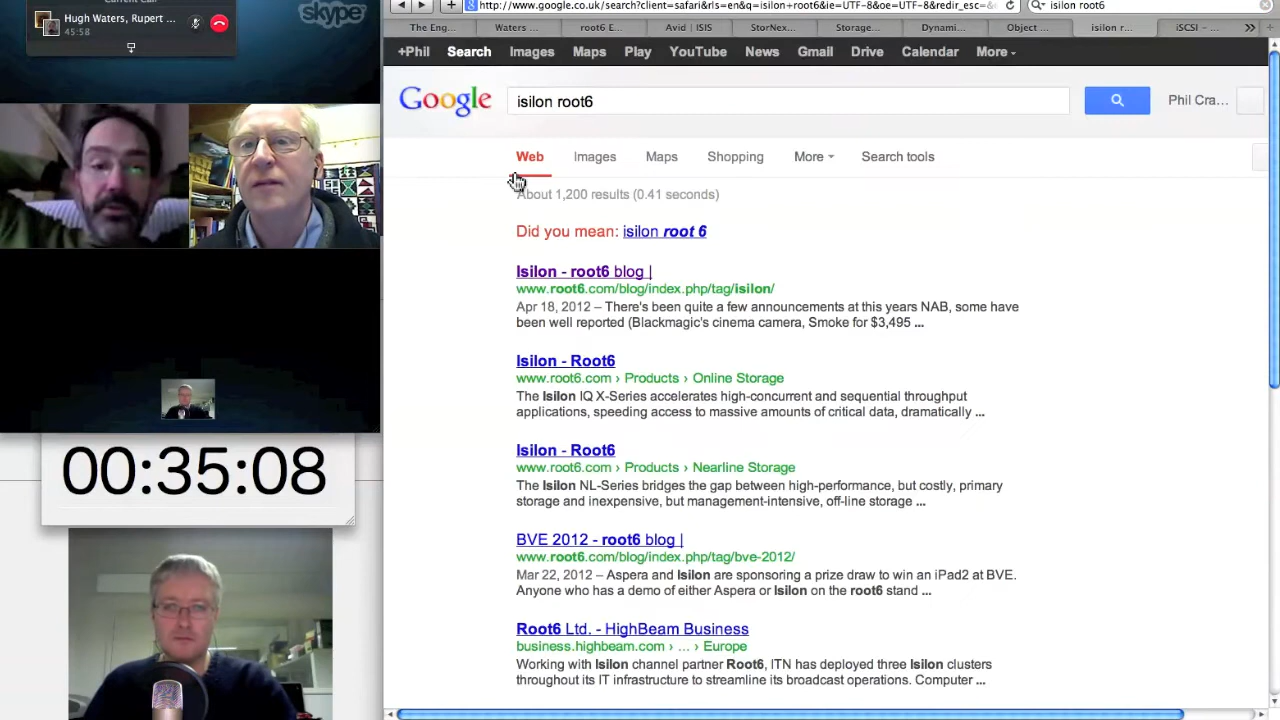 Current Call
skype
Hugh Waters, Rupert ...
45:58
00:35:08
http://www.google.co.uk/search?client=safari&rls=en&q=isilon+root6&ie=UTF-8&oe=UTF-8&redir_esc=&
isilon root6
The Eng...
Waters ...
root6 E...
Avid | ISIS
StorNex...
Storage...
Dynami...
Object ...
isilon r...
iSCSI – ...
+Phil Search Images Maps Play YouTube News Gmail Drive Calendar More
Google
isilon root6
Phil Cra...
Web Images Maps Shopping More Search tools
About 1,200 results (0.41 seconds)
Did you mean: isilon root 6
Isilon - root6 blog |
www.root6.com/blog/index.php/tag/isilon/
Apr 18, 2012 – There's been quite a few announcements at this years NAB, some have
been well reported (Blackmagic's cinema camera, Smoke for $3,495 ...
Isilon - Root6
www.root6.com › Products › Online Storage
The Isilon IQ X-Series accelerates high-concurrent and sequential throughput
applications, speeding access to massive amounts of critical data, dramatically ...
Isilon - Root6
www.root6.com › Products › Nearline Storage
The Isilon NL-Series bridges the gap between high-performance, but costly, primary
storage and inexpensive, but management-intensive, off-line storage ...
BVE 2012 - root6 blog |
www.root6.com/blog/index.php/tag/bve-2012/
Mar 22, 2012 – Aspera and Isilon are sponsoring a prize draw to win an iPad2 at BVE.
Anyone who has a demo of either Aspera or Isilon on the root6 stand ...
Root6 Ltd. - HighBeam Business
business.highbeam.com › ... › Europe
Working with Isilon channel partner Root6, ITN has deployed three Isilon clusters
throughout its IT infrastructure to streamline its broadcast operations. Computer ...